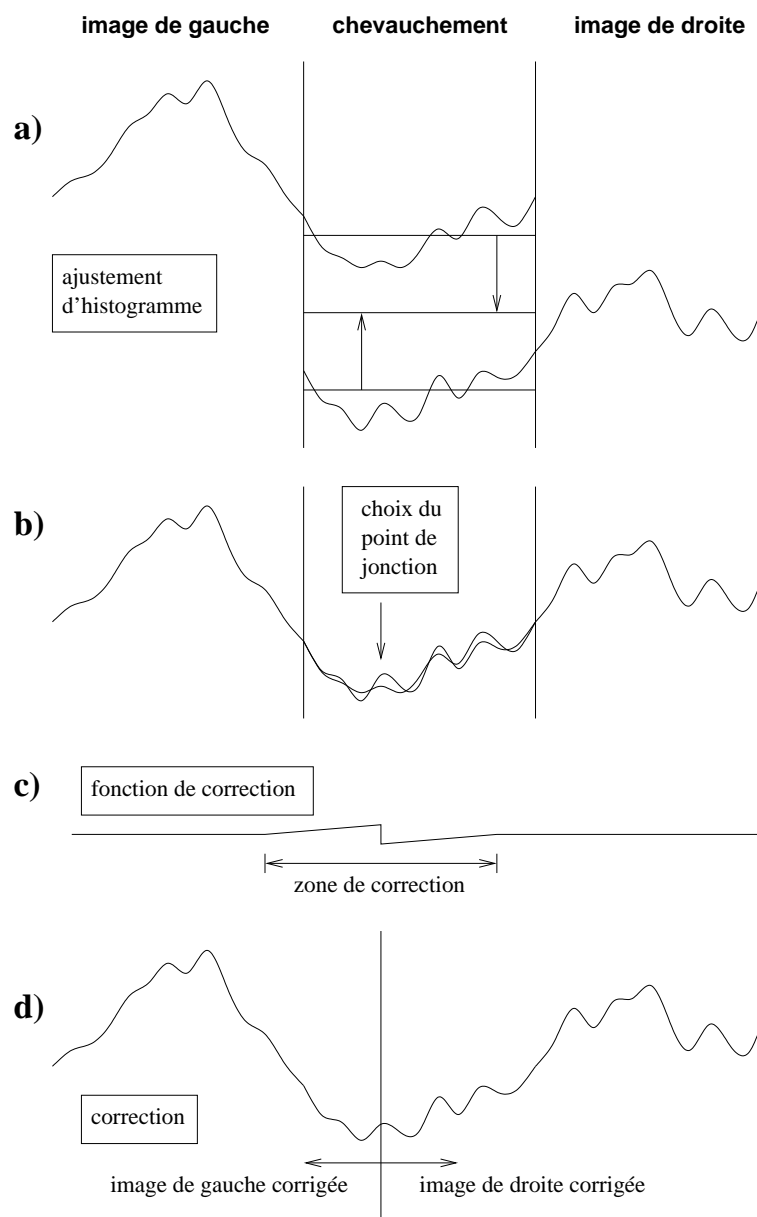 image de gauche chevauchement image de droite
a)
ajustement
d'histogramme
b)
choix du
point de
jonction
c)
fonction de correction
zone de correction
d)
correction
image de gauche corrigée image de droite corrigée